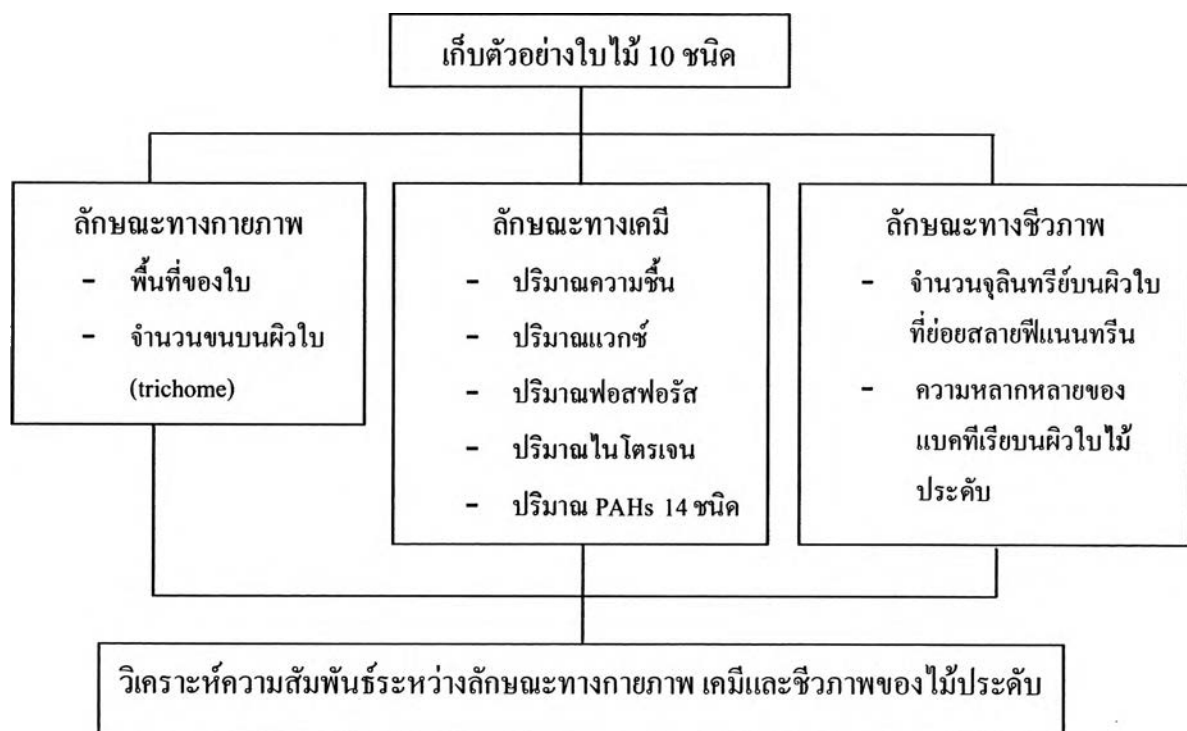 เก็บตัวอย่างใบไม้ 10 ชนิด
ลักษณะทางกายภาพ
- พื้นที่ของใบ
- จำนวนขนบนผิวใบ
(trichome)
ลักษณะทางเคมี
- ปริมาณความชื้น
- ปริมาณแวกซ์
- ปริมาณฟอสฟอรัส
- ปริมาณไนโตรเจน
- ปริมาณ PAHs 14 ชนิด
ลักษณะทางชีวภาพ
- จำนวนจุลินทรีย์บนผิวใบ
ที่ย่อยสลายฟีแนนทรีน
- ความหลากหลายของ
แบคทีเรียบนผิวใบไม้
ประดับ
วิเคราะห์ความสัมพันธ์ระหว่างลักษณะทางกายภาพ เคมีและชีวภาพของไม้ประดับ